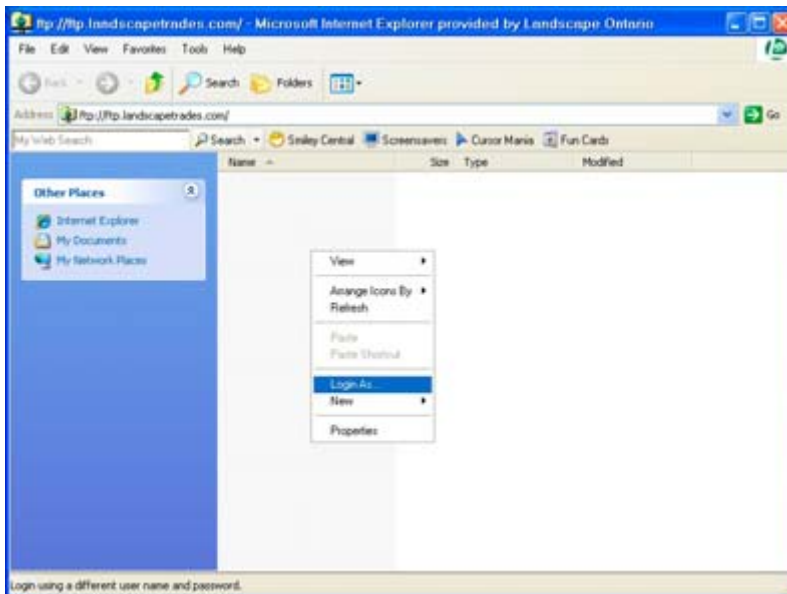 ftp://ftp.landscapetrades.com/ - Microsoft Internet Explorer provided by Landscape Ontario
File Edit View Favorites Tools Help
Back Search Folders
Address ftp://ftp.landscapetrades.com/ Go
My Web Search Search Smiley Central Screensavers Cursor Mania Fun Cards
Name Size Type Modified
Other Places
Internet Explorer
My Documents
My Network Places
View
Arrange Icons By
Refresh
Paste
Paste Shortcut
Login As...
New
Properties
Login using a different user name and password.